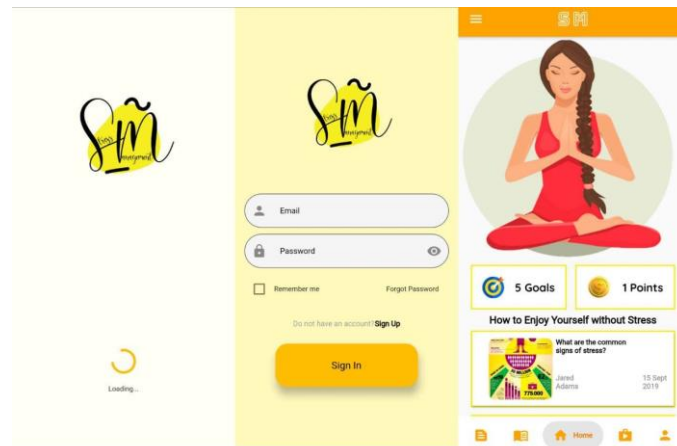 SM̃
Stress
Management
Loading...
SM̃
Stress
Management
Email
Password
Remember me Forgot Password
Do not have an account? Sign Up
Sign In
SM
5 Goals 1 Points
How to Enjoy Yourself without Stress
What are the common
signs of stress?
Jared
Adams
15 Sept
2019
776.000
Home